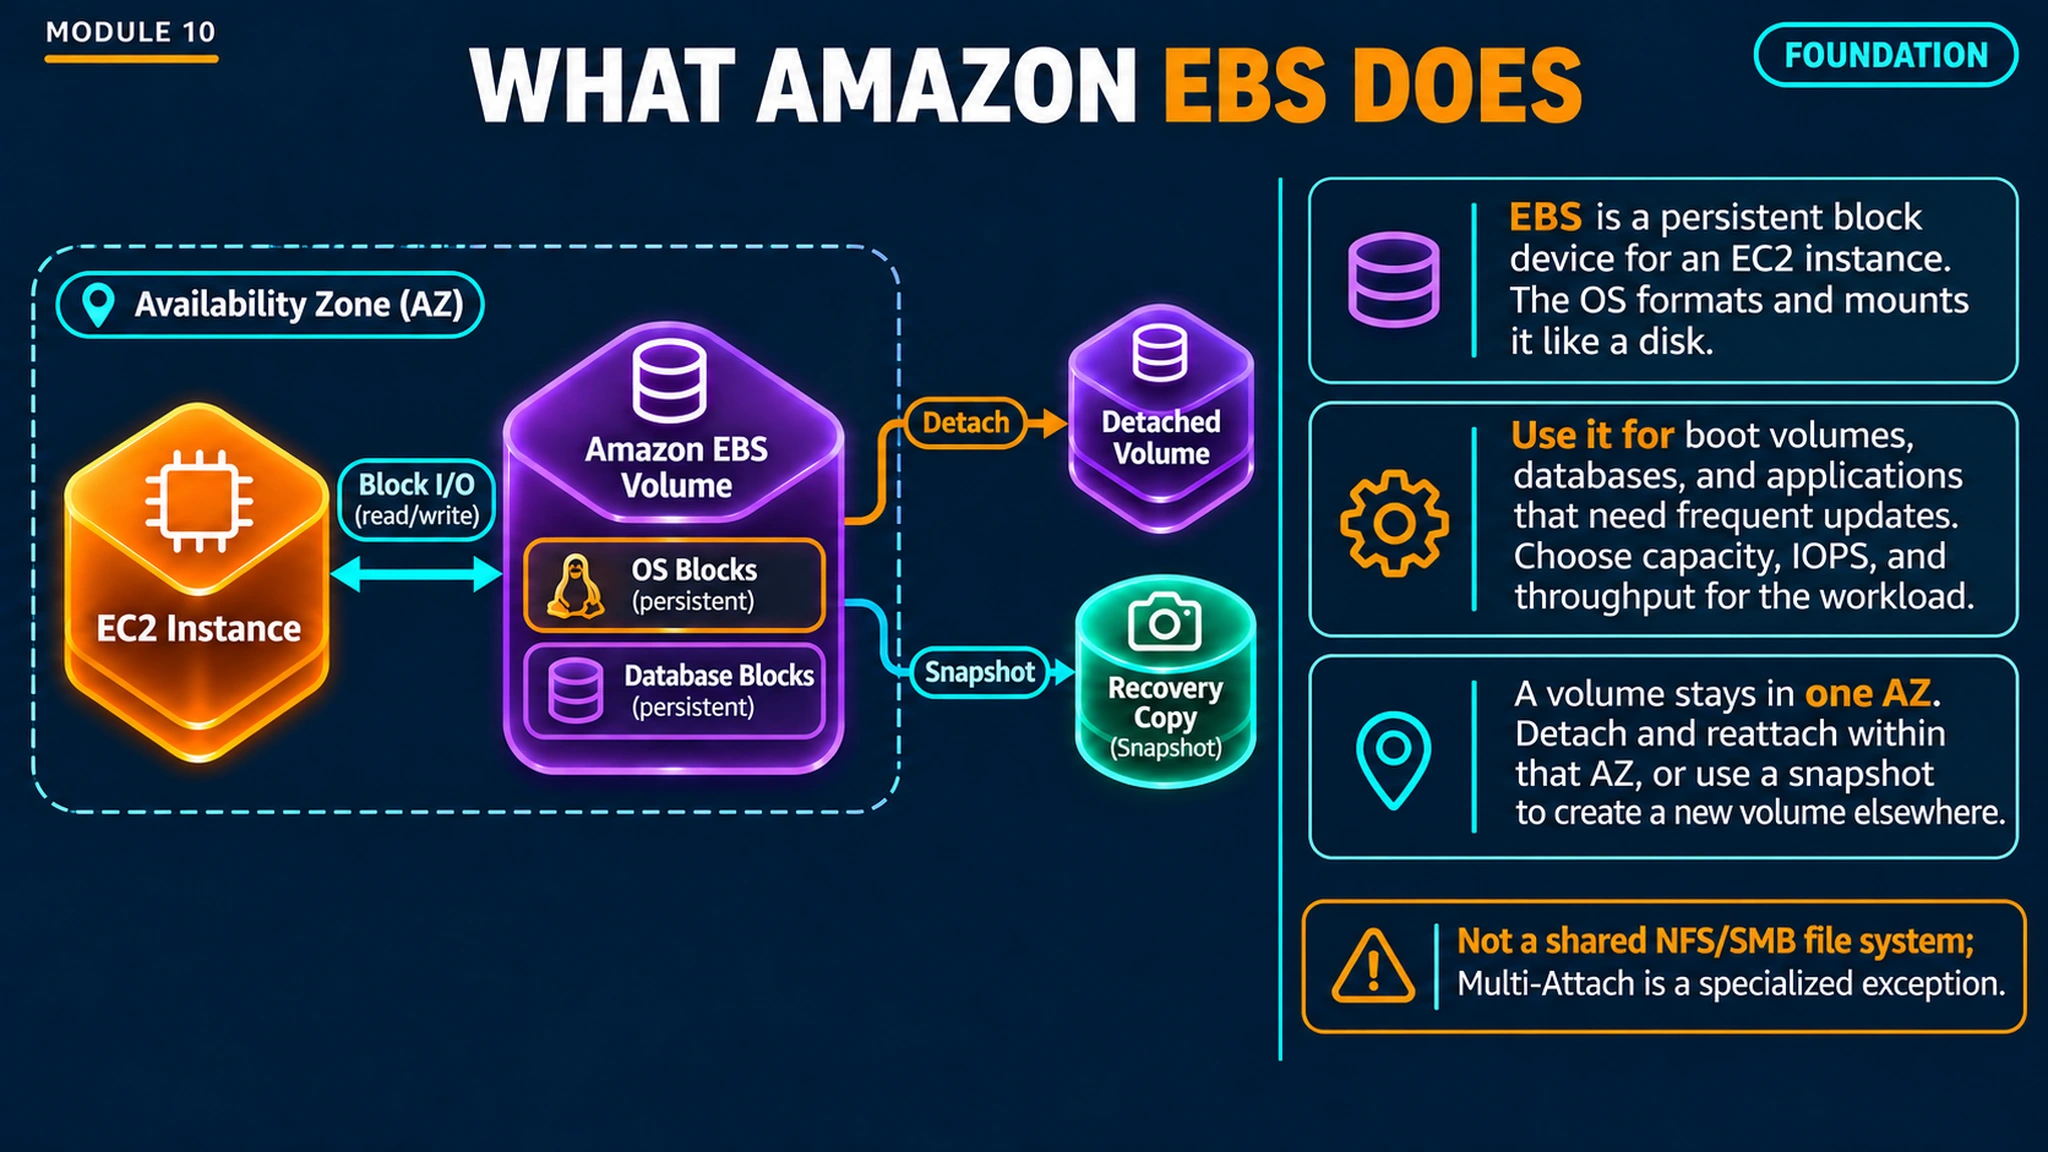 MODULE 10
WHAT AMAZON EBS DOES
FOUNDATION
Availability Zone (AZ)
EC2 Instance
Block I/O
(read/write)
Amazon EBS
Volume
OS Blocks
(persistent)
Database Blocks
(persistent)
Detach
Detached
Volume
Snapshot
Recovery
Copy
(Snapshot)
EBS is a persistent block
device for an EC2 instance.
The OS formats and mounts
it like a disk.
Use it for boot volumes,
databases, and applications
that need frequent updates.
Choose capacity, IOPS, and
throughput for the workload.
A volume stays in one AZ.
Detach and reattach within
that AZ, or use a snapshot
to create a new volume elsewhere.
Not a shared NFS/SMB file system;
Multi-Attach is a specialized exception.